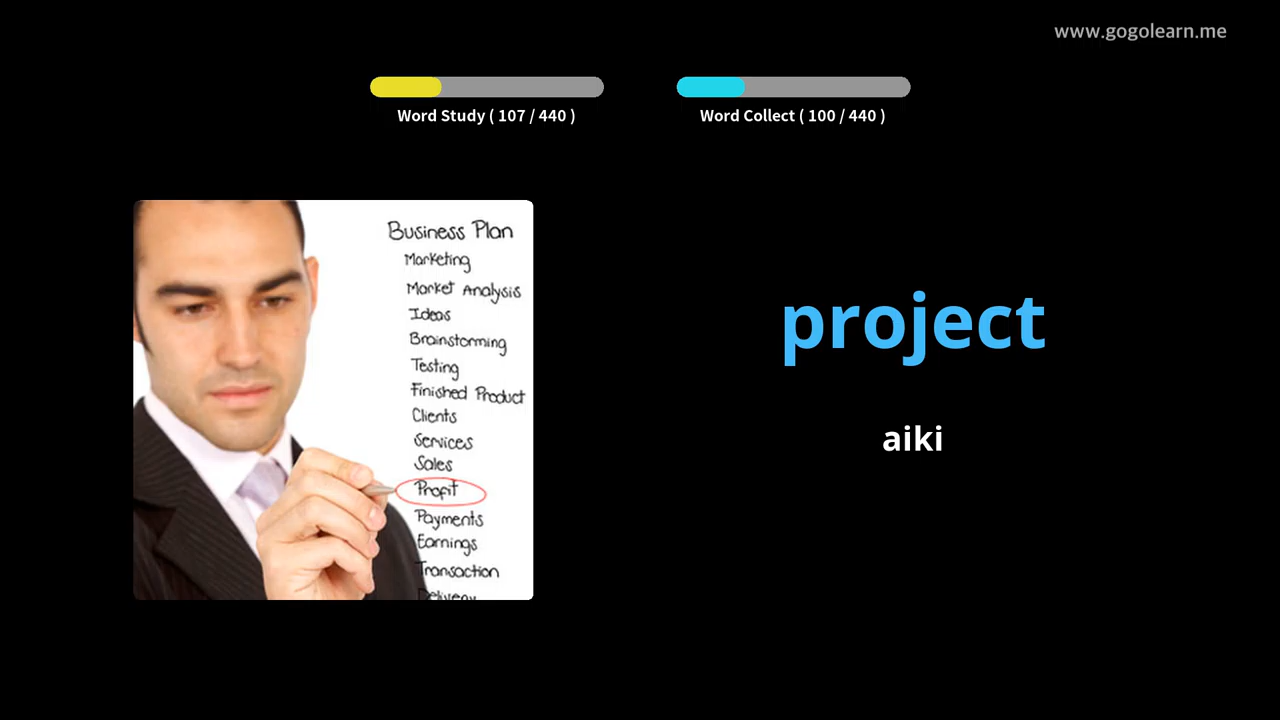 www.gogolearn.me
Word Study ( 107 / 440 )
Word Collect ( 100 / 440 )
Business Plan
Marketing
Market Analysis
Ideas
Brainstorming
Testing
Finished Product
Clients
Services
Sales
Profit
Payments
Earnings
Transaction
Delivery
project
aiki